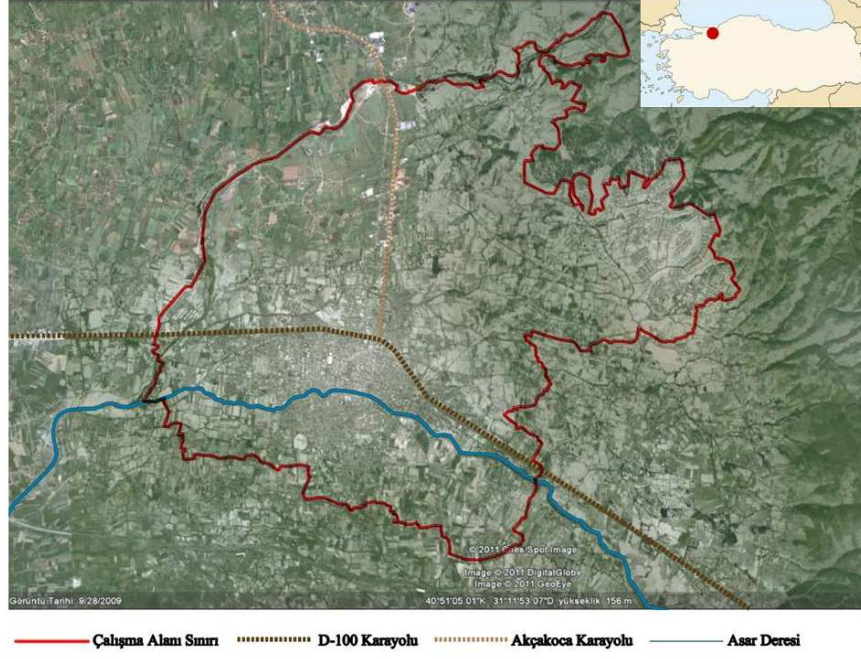 © 2011 Cnes/Spot Image
Image © 2011 DigitalGlobe
Image © 2011 GeoEye
Görüntü Tarihi: 9/28/2009 40°51'05.01"K 31°11'53.07"D yükseklik 156 m
Çalışma Alanı Sınırı D-100 Karayolu Akçakoca Karayolu Asar Deresi